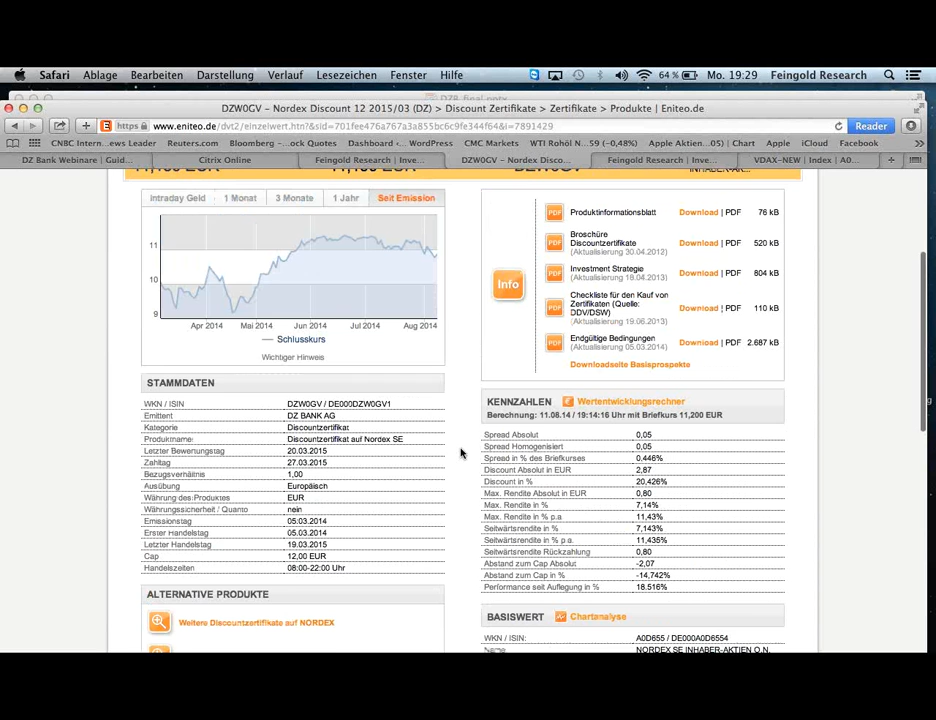 Safari Ablage Bearbeiten Darstellung Verlauf Lesezeichen Fenster Hilfe 64 % Mo. 19:29 Feingold Research
DZB_final.pptx
DZW0GV – Nordex Discount 12 2015/03 (DZ) > Discount Zertifikate > Zertifikate > Produkte | Eniteo.de
https www.eniteo.de/dvt2/einzelwert.htn?&sid=701fee476a767a3a855bc6c9fe344f64&i=7891429 Reader
CNBC Intern...ews Leader Reuters.com Bloomberg – ...ock Quotes Dashboard ‹ ... WordPress CMC Markets WTI Rohöl N...79 (–0,48%) Apple Aktien...05) | Chart Apple iCloud Facebook
DZ Bank Webinare | Guid... Citrix Online Feingold Research | Inve... DZW0GV – Nordex Disco... Feingold Research | Inve... VDAX–NEW | Index | A0...
DZW0GV INHABER-AK...
Intraday Geld 1 Monat 3 Monate 1 Jahr Seit Emission
11
10
9
Apr 2014 Mai 2014 Jun 2014 Jul 2014 Aug 2014
Schlusskurs
Wichtiger Hinweis
Info
PDF Produktinformationsblatt Download | PDF 76 kB
PDF Broschüre
Discountzertifikate Download | PDF 520 kB
(Aktualisierung 30.04.2012)
PDF Investment Strategie Download | PDF 804 kB
(Aktualisierung 18.04.2013)
PDF Checkliste für den Kauf von
Zertifikaten (Quelle: Download | PDF 110 kB
DDV/DSW)
(Aktualisierung 19.06.2013)
PDF Endgültige Bedingungen Download | PDF 2.687 kB
(Aktualisierung 05.03.2014)
Downloadseite Basisprospekte
STAMMDATEN
WKN / ISIN DZW0GV / DE000DZW0GV1
Emittent DZ BANK AG
Kategorie Discountzertifikat
Produktname: Discountzertifikat auf Nordex SE
Letzter Bewertungstag 20.03.2015
Zahltag 27.03.2015
Bezugsverhältnis 1,00
Ausübung Europäisch
Währung des Produktes EUR
Währungssicherheit / Quanto nein
Emissionstag 05.03.2014
Erster Handelstag 05.03.2014
Letzter Handelstag 19.03.2015
Cap 12,00 EUR
Handelszeiten 08:00-22:00 Uhr
ALTERNATIVE PRODUKTE
Weitere Discountzertifikate auf NORDEX
KENNZAHLEN € Wertentwicklungsrechner
Berechnung: 11.08.14 / 19:14:16 Uhr mit Briefkurs 11,200 EUR
Spread Absolut 0,05
Spread Homogenisiert 0,05
Spread in % des Briefkurses 0,446%
Discount Absolut in EUR 2,87
Discount in % 20,426%
Max. Rendite Absolut in EUR 0,80
Max. Rendite in % 7,14%
Max. Rendite in % p.a 11,43%
Seitwärtsrendite in % 7,143%
Seitwärtsrendite in % p.a. 11,435%
Seitwärtsrendite Rückzahlung 0,80
Abstand zum Cap Absolut -2,07
Abstand zum Cap in % -14,742%
Performance seit Auflegung in % 18.516%
BASISWERT Chartanalyse
WKN / ISIN: A0D655 / DE000A0D6554
Name: NORDEX SE INHABER-AKTIEN O.N.